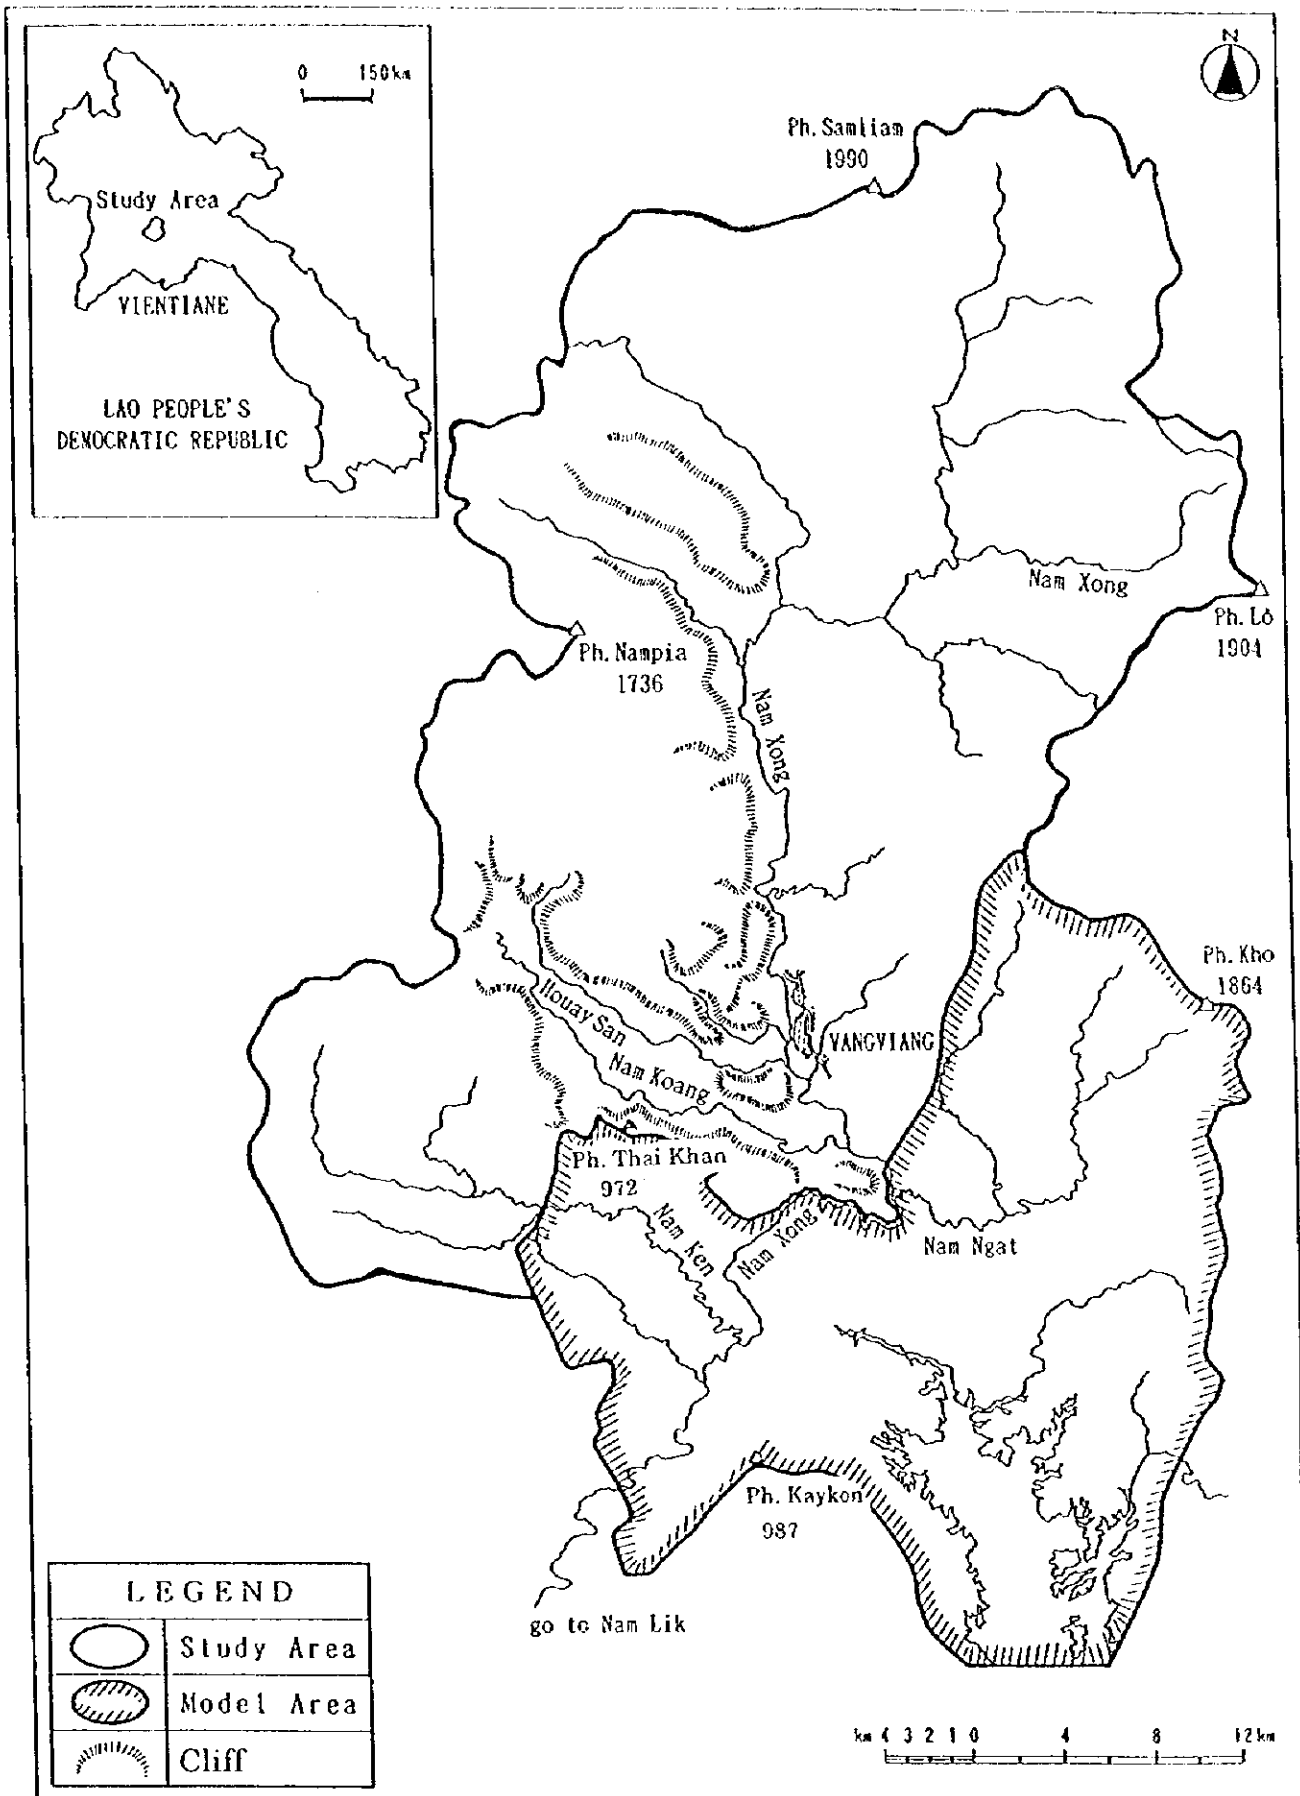 0 150km
Study Area
VIENTIANE
LAO PEOPLE'S
DEMOCRATIC REPUBLIC
N
Ph. Samliam
1990
Nam Xong
Ph. Lô
1904
Ph. Nampia
1736
Nam Xong
Ph. Kho
1864
Houay San
VANGVIANG
Nam Koang
Ph. Thai Khan
972
Nam Ken
Nam Xong
Nam Ngat
Ph. Kaykon
987
go to Nam Lik
LEGEND
Study Area
Model Area
Cliff
km 4 3 2 1 0 4 8 12km